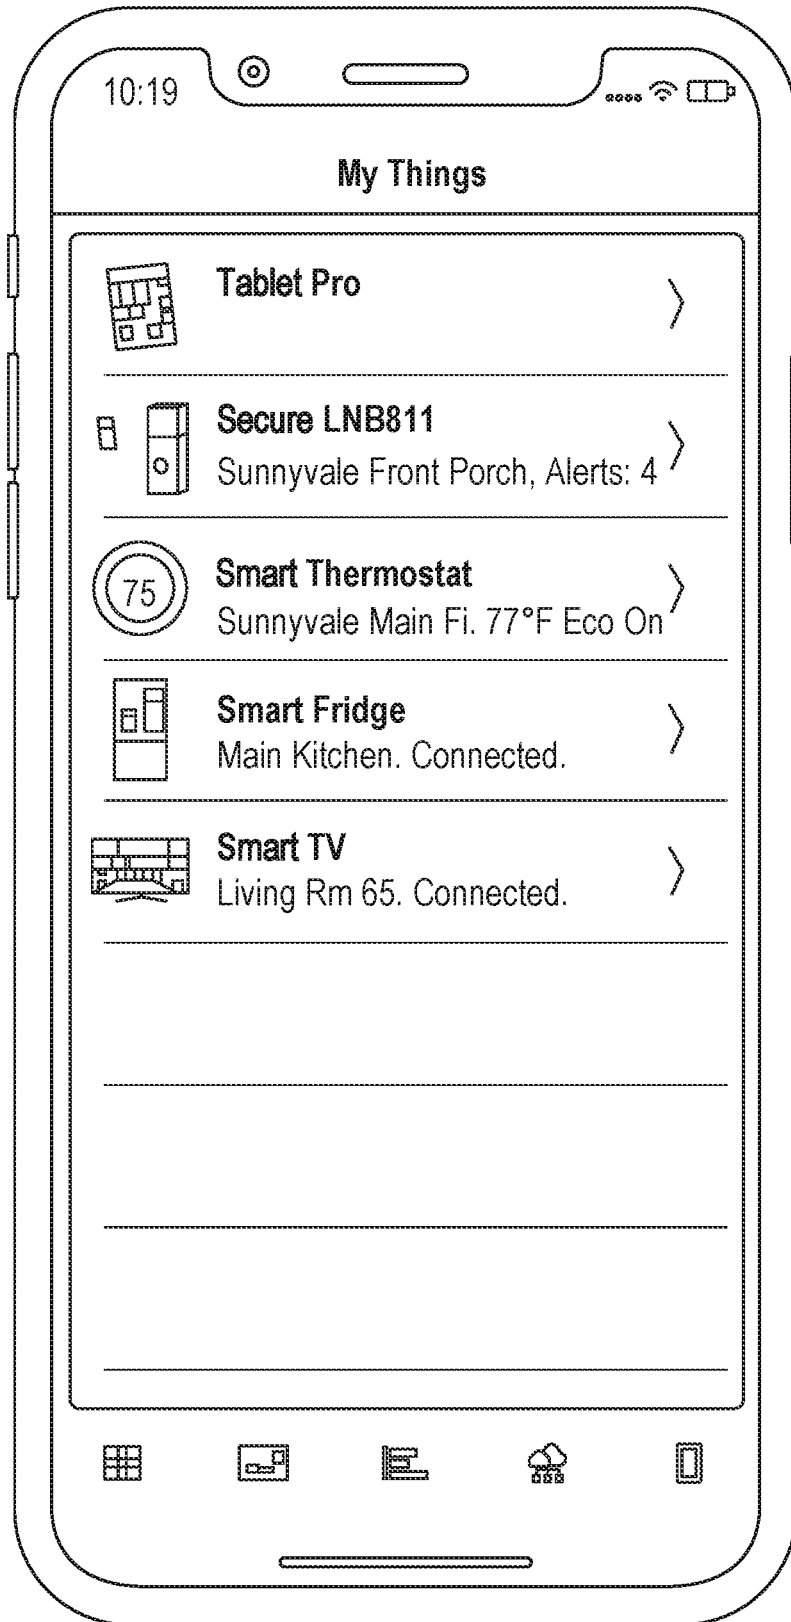 10:19
My Things
Tablet Pro
Secure LNB811
Sunnyvale Front Porch, Alerts: 4
75
Smart Thermostat
Sunnyvale Main Fi. 77°F Eco On
Smart Fridge
Main Kitchen. Connected.
Smart TV
Living Rm 65. Connected.